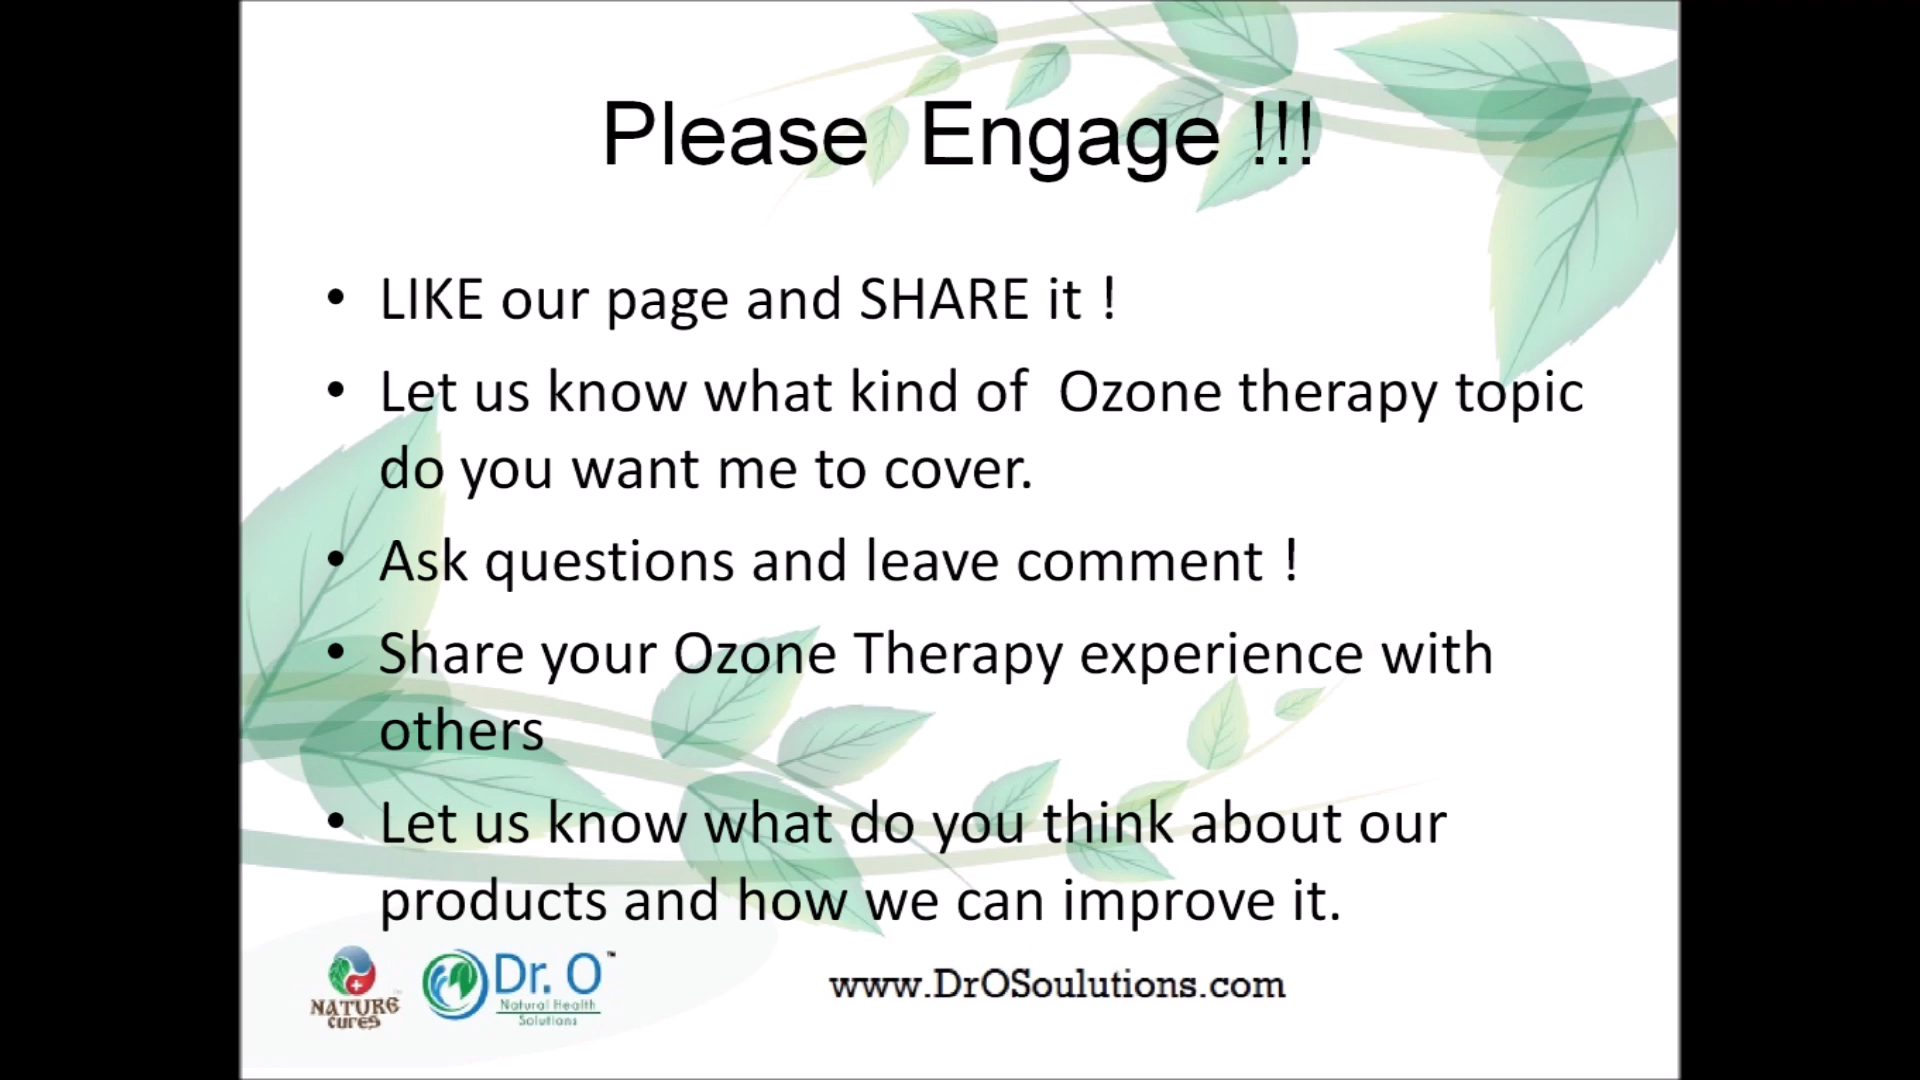 Please  Engage !!!
• LIKE our page and SHARE it !
• Let us know what kind of  Ozone therapy topic
do you want me to cover.
• Ask questions and leave comment !
• Share your Ozone Therapy experience with
others
• Let us know what do you think about our
products and how we can improve it.
NATURE
cures
Dr. O™
Natural Health
Solutions
www.DrOSoulutions.com